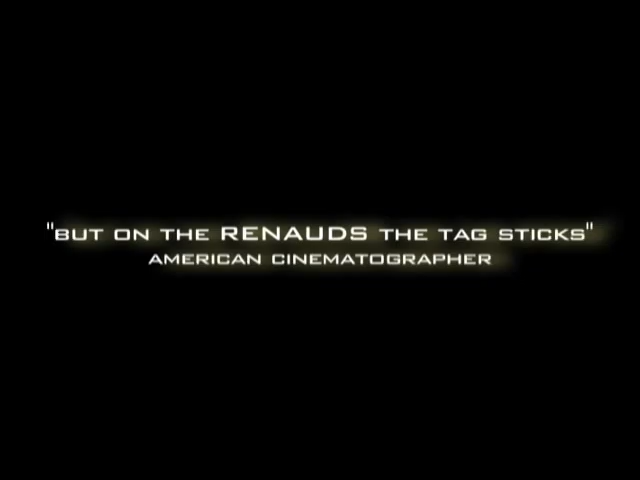 "BUT ON THE RENAUDS THE TAG STICKS"
AMERICAN CINEMATOGRAPHER